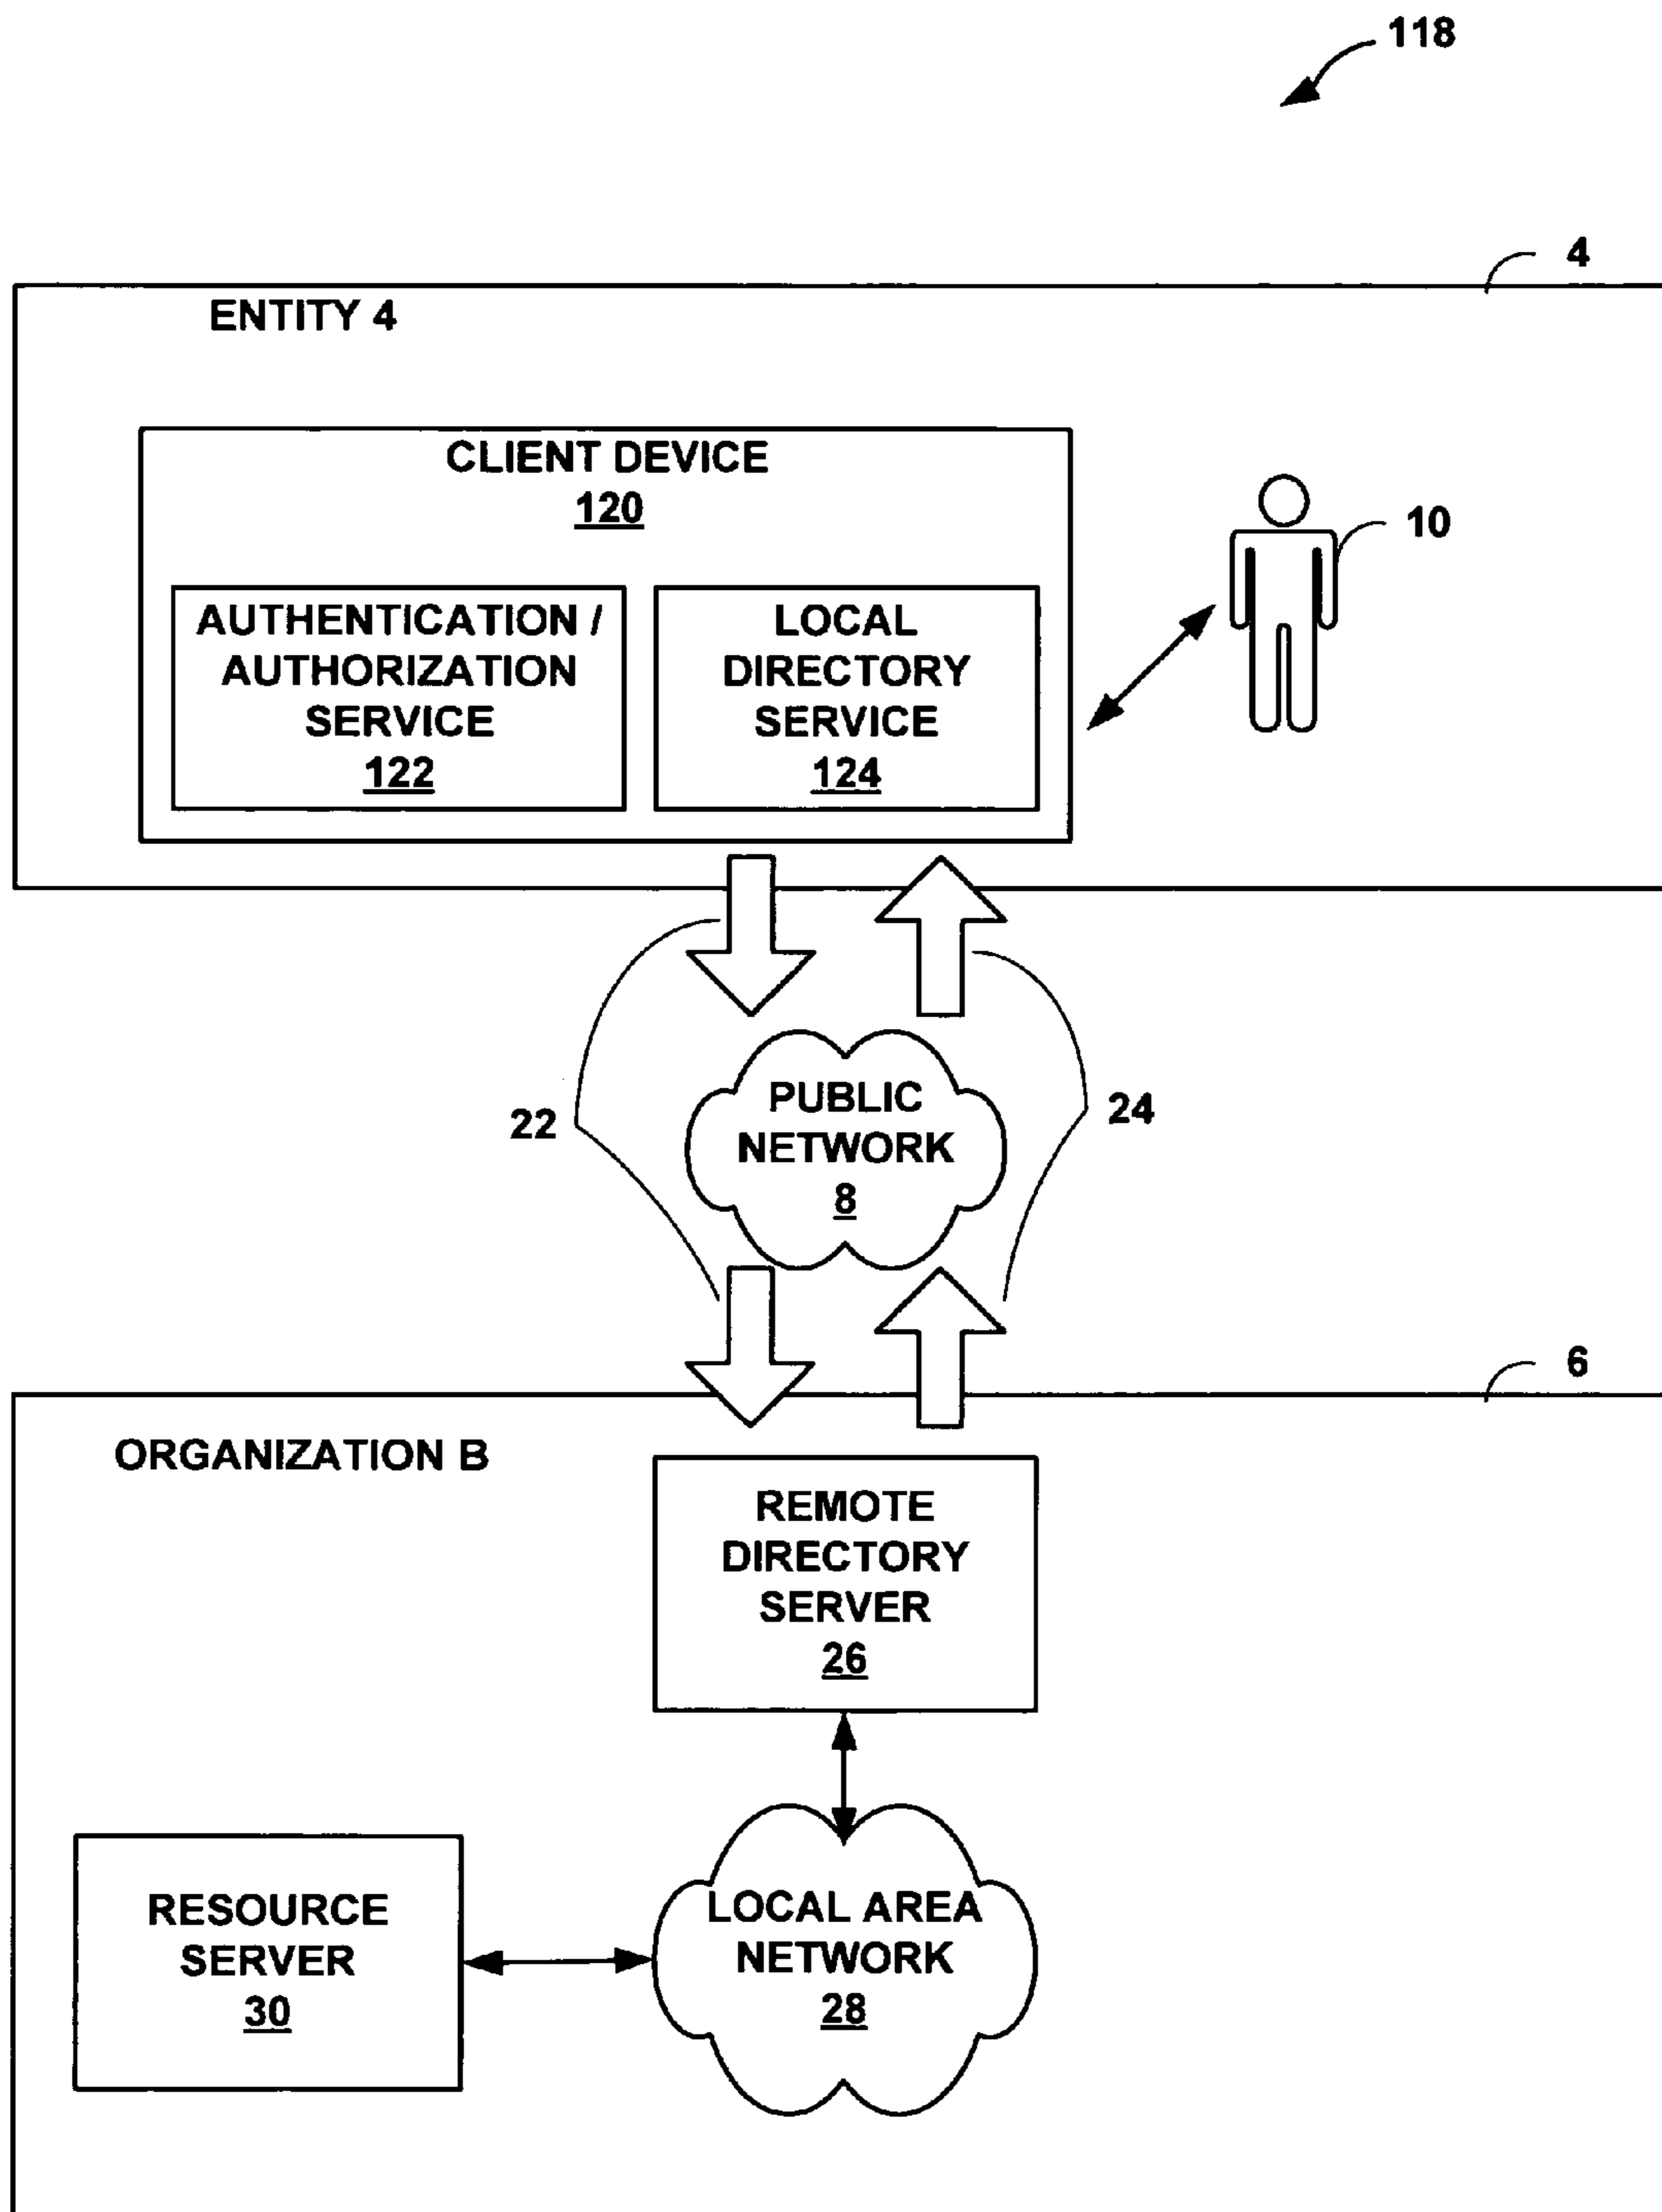 118
4
ENTITY 4
CLIENT DEVICE
120
10
AUTHENTICATION /
AUTHORIZATION
SERVICE
122
LOCAL
DIRECTORY
SERVICE
124
22
PUBLIC
NETWORK
8
24
6
ORGANIZATION B
REMOTE
DIRECTORY
SERVER
26
RESOURCE
SERVER
30
LOCAL AREA
NETWORK
28